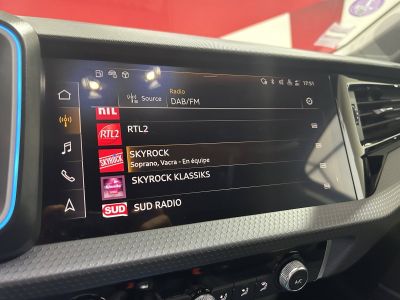 17:51
Radio
Source
DAB/FM
RTL
RTL2
RTL2
SKYROCK
SKYROCK
Soprano, Vacra - En équipe
SKYROCK KLASSIKS
SUD
SUD RADIO
A/C